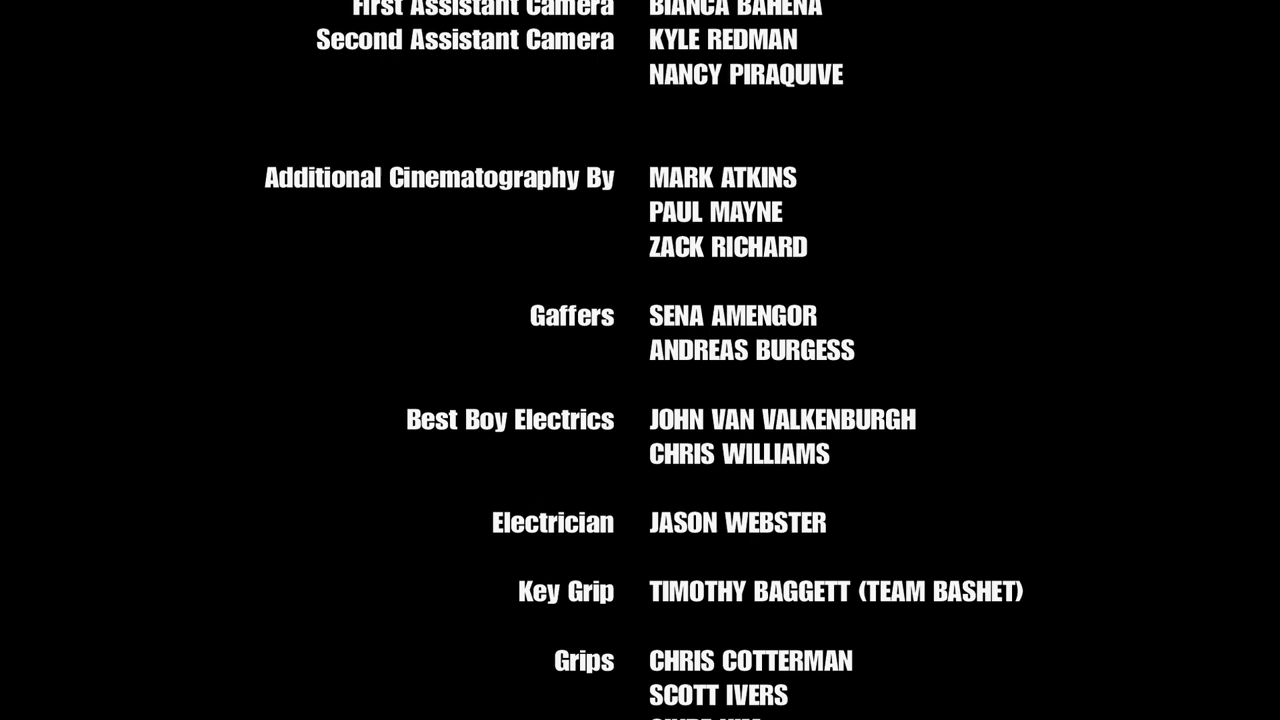 First Assistant Camera BIANCA BAHENA
Second Assistant Camera KYLE REDMAN
NANCY PIRAQUIVE
Additional Cinematography By MARK ATKINS
PAUL MAYNE
ZACK RICHARD
Gaffers SENA AMENGOR
ANDREAS BURGESS
Best Boy Electrics JOHN VAN VALKENBURGH
CHRIS WILLIAMS
Electrician JASON WEBSTER
Key Grip TIMOTHY BAGGETT (TEAM BASHET)
Grips CHRIS COTTERMAN
SCOTT IVERS